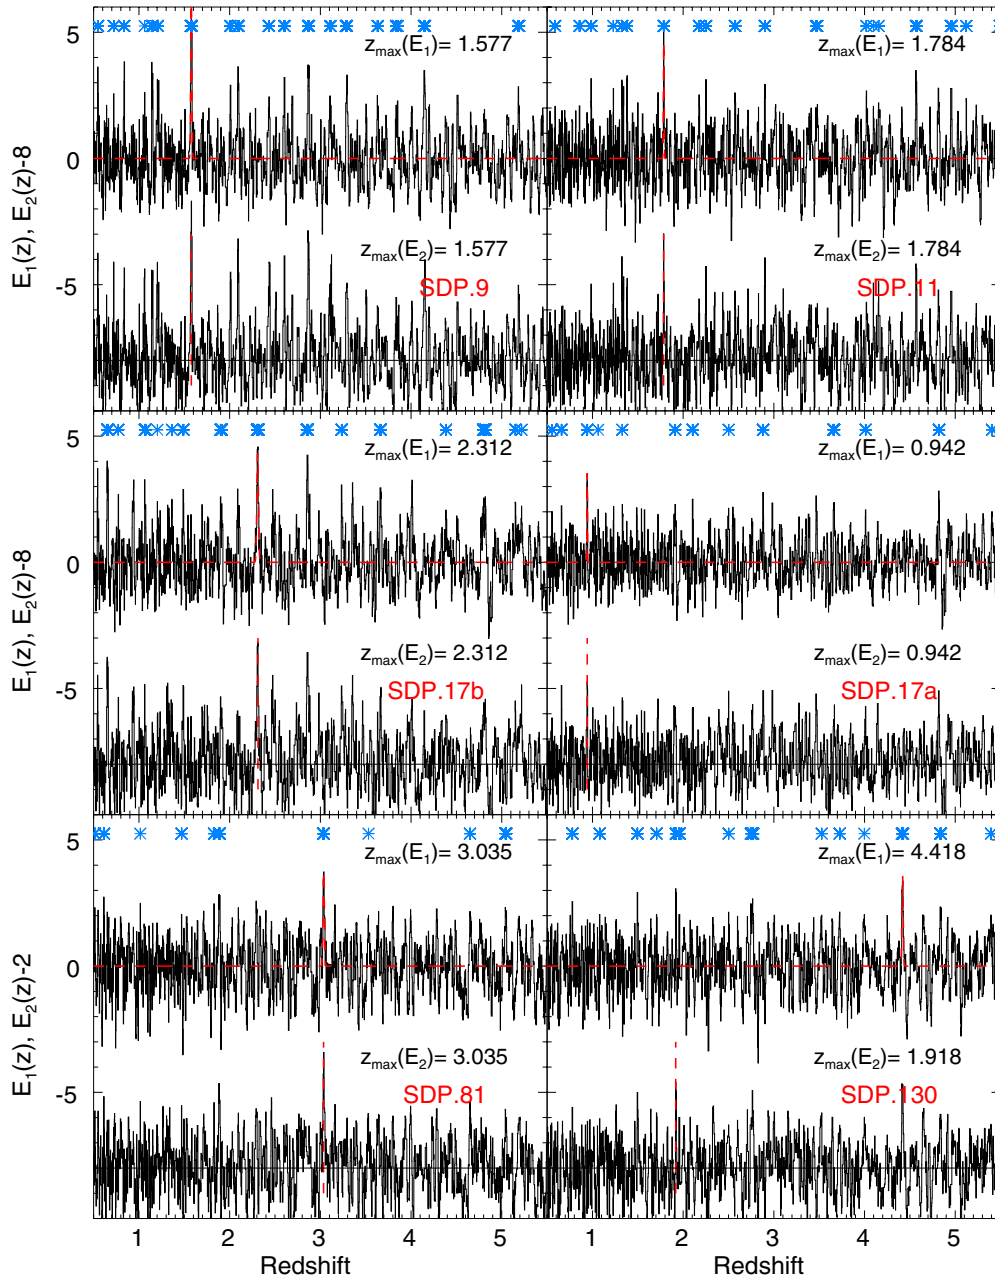 5
0
-5
E1(z), E2(z)-8
zmax(E1)= 1.577
zmax(E2)= 1.577
SDP.9
zmax(E1)= 1.784
zmax(E2)= 1.784
SDP.11
5
0
-5
E1(z), E2(z)-8
zmax(E1)= 2.312
zmax(E2)= 2.312
SDP.17b
zmax(E1)= 0.942
zmax(E2)= 0.942
SDP.17a
5
0
-5
E1(z), E2(z)-2
zmax(E1)= 3.035
zmax(E2)= 3.035
SDP.81
zmax(E1)= 4.418
zmax(E2)= 1.918
SDP.130
1 2 3 4 5
1 2 3 4 5
Redshift
Redshift